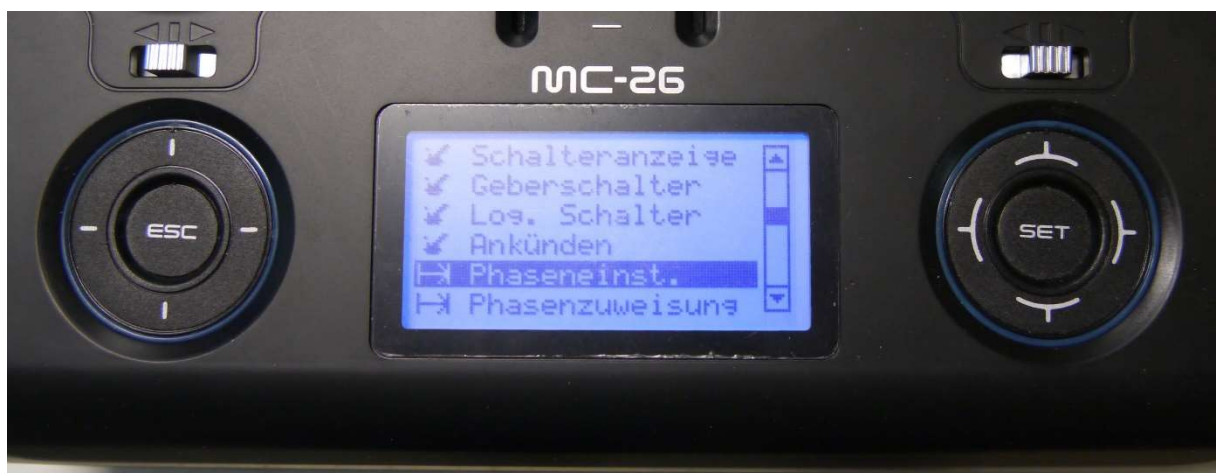 MC-26
Schalteranzeige
Geberschalter
Log. Schalter
Ankünden
Phaseneinst.
Phasenzuweisung
ESC
SET